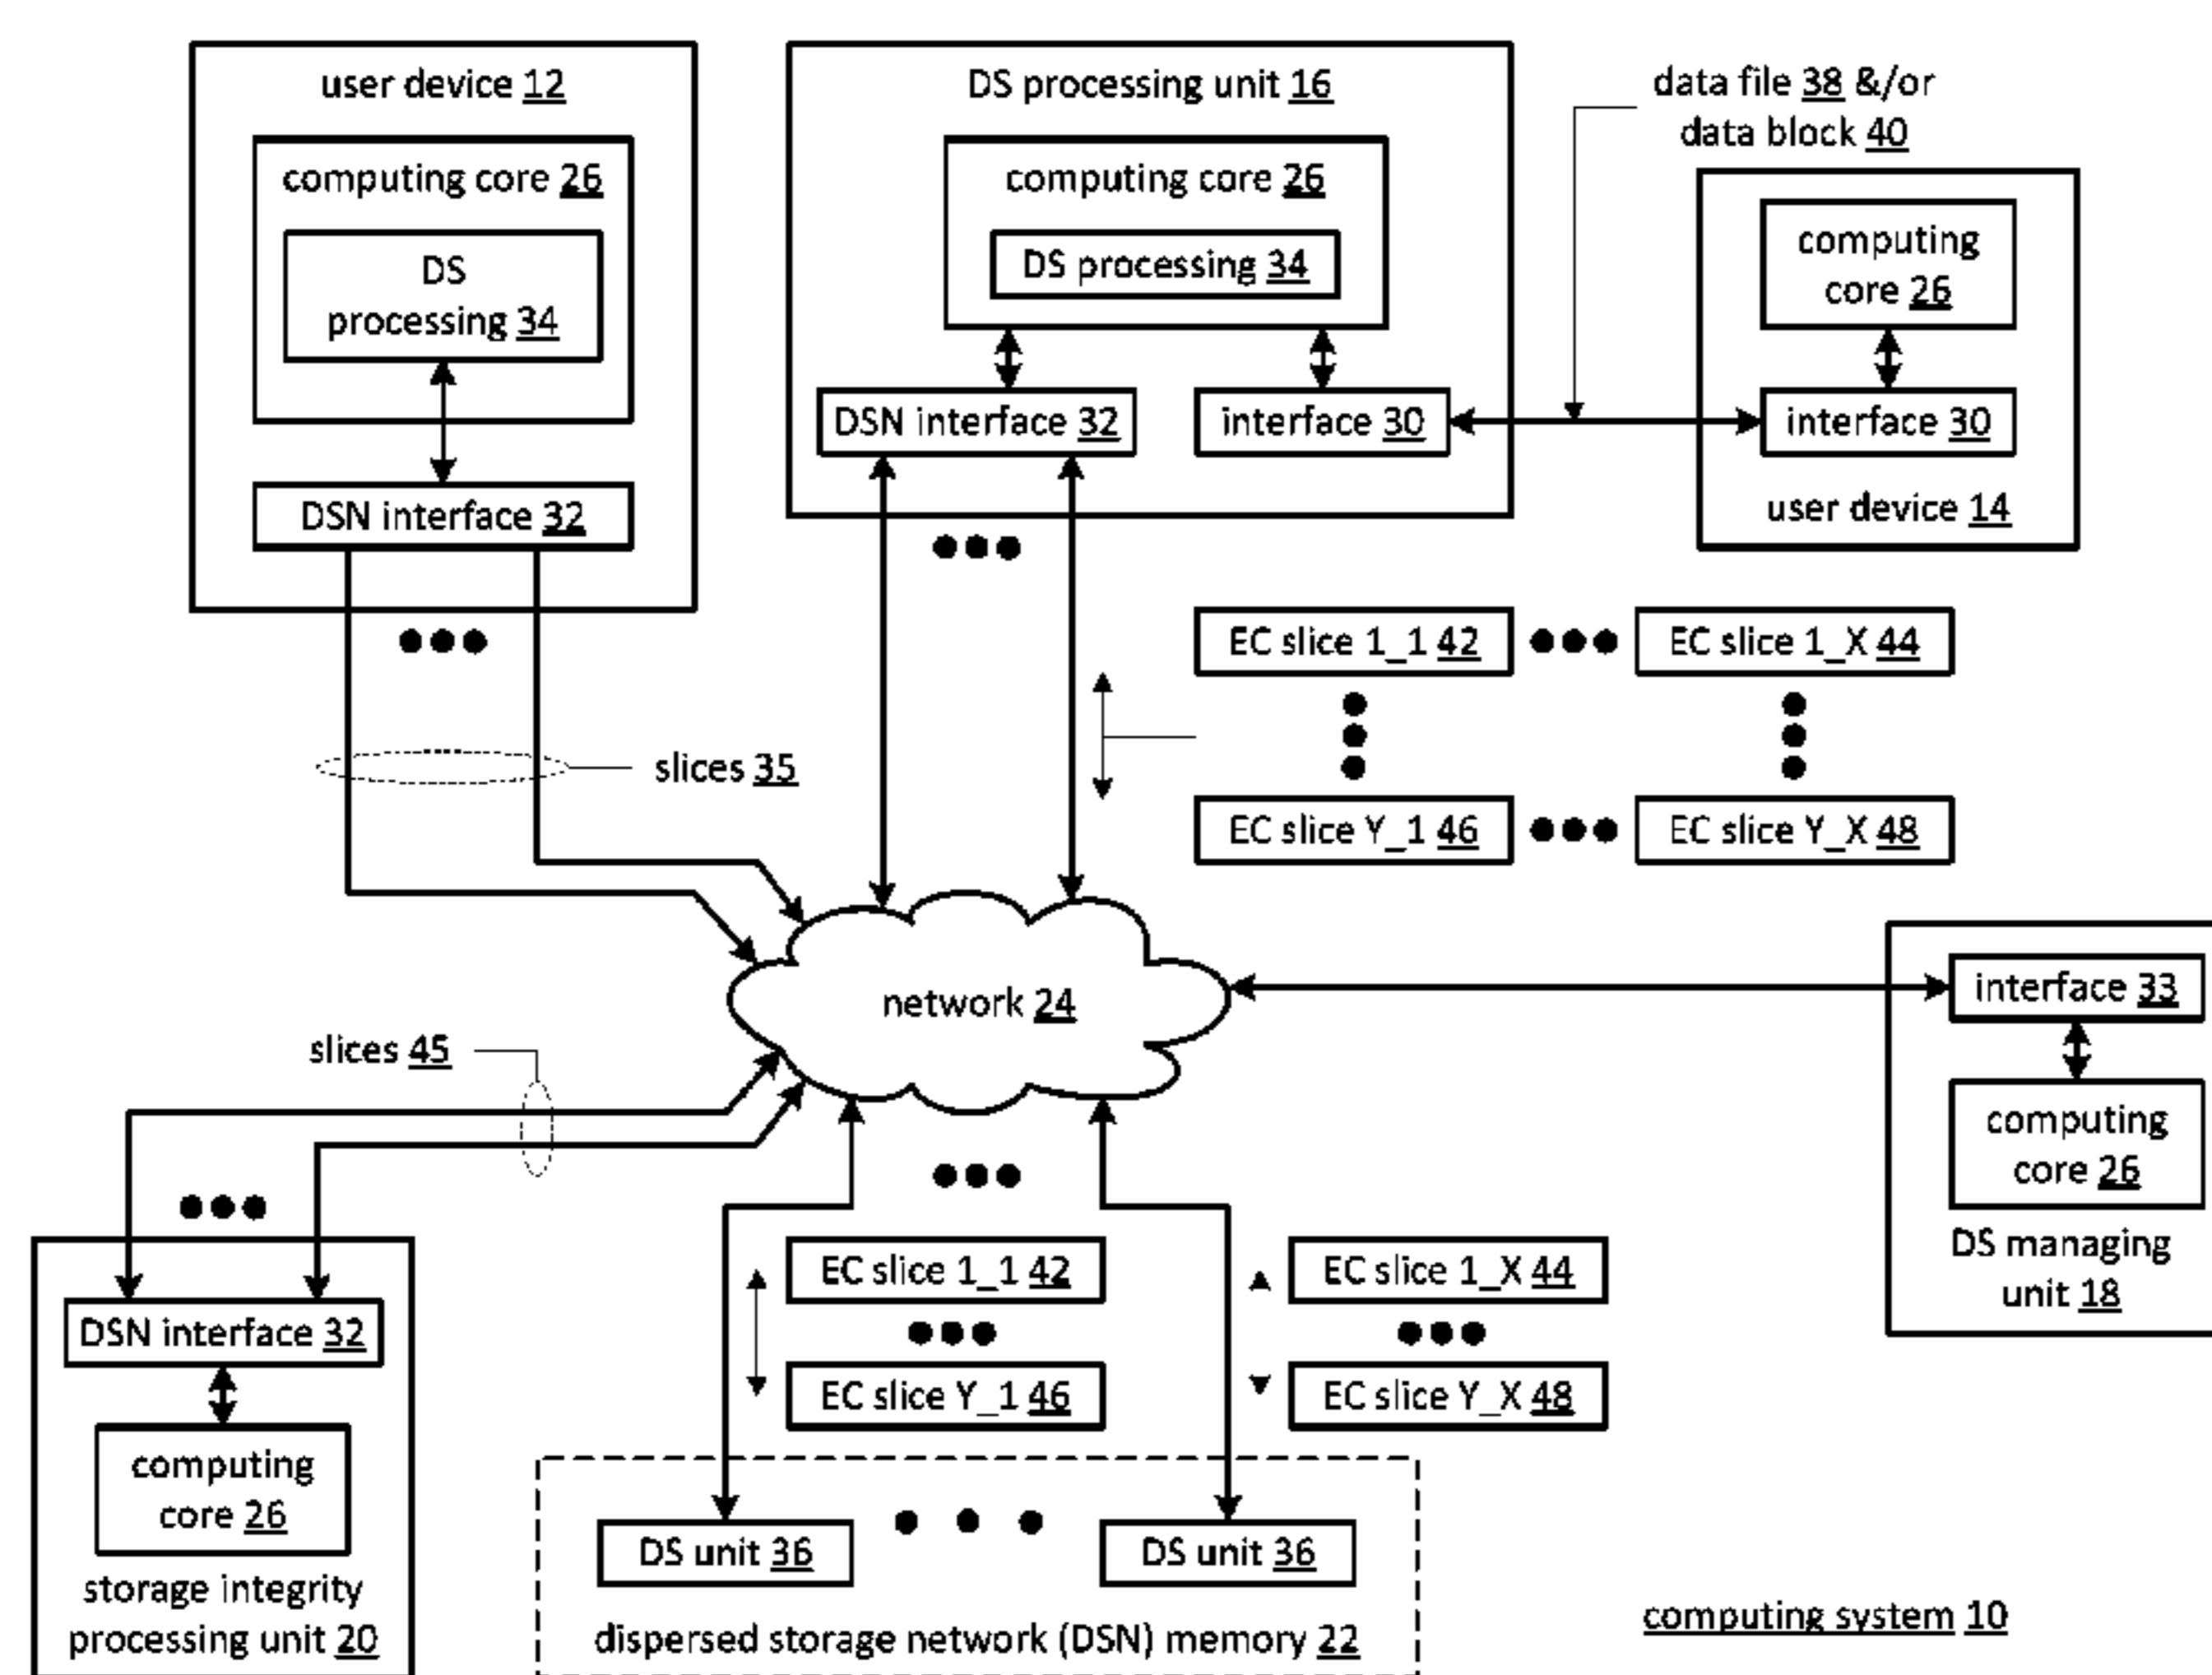 user device 12
computing core 26
DS
processing 34
DSN interface 32
slices 35
DS processing unit 16
computing core 26
DS processing 34
DSN interface 32
interface 30
data file 38 &/or
data block 40
computing
core 26
interface 30
user device 14
EC slice 1_1 42
EC slice 1_X 44
EC slice Y_1 46
EC slice Y_X 48
network 24
interface 33
computing
core 26
DS managing
unit 18
slices 45
DSN interface 32
computing
core 26
storage integrity
processing unit 20
EC slice 1_1 42
EC slice 1_X 44
EC slice Y_1 46
EC slice Y_X 48
DS unit 36
DS unit 36
dispersed storage network (DSN) memory 22
computing system 10